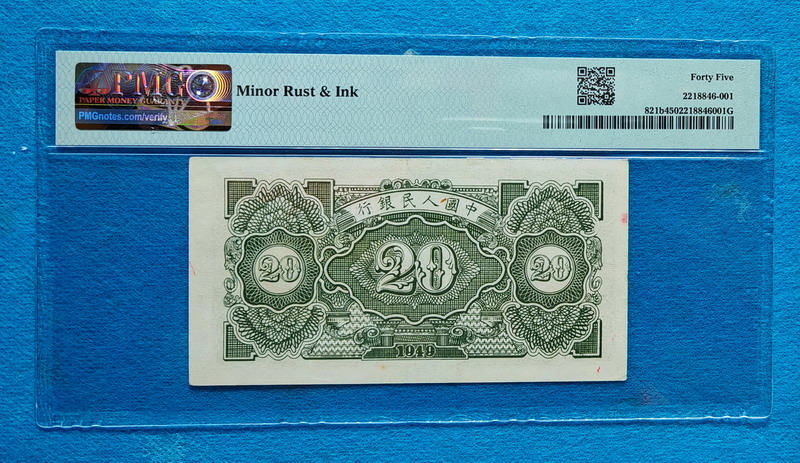 PMG
PAPER MONEY GUARANTY
PMGnotes.com/verify
Minor Rust & Ink
Forty Five
2218846-001
821b4502218846001G
行銀民人國中
20
20
20
1949